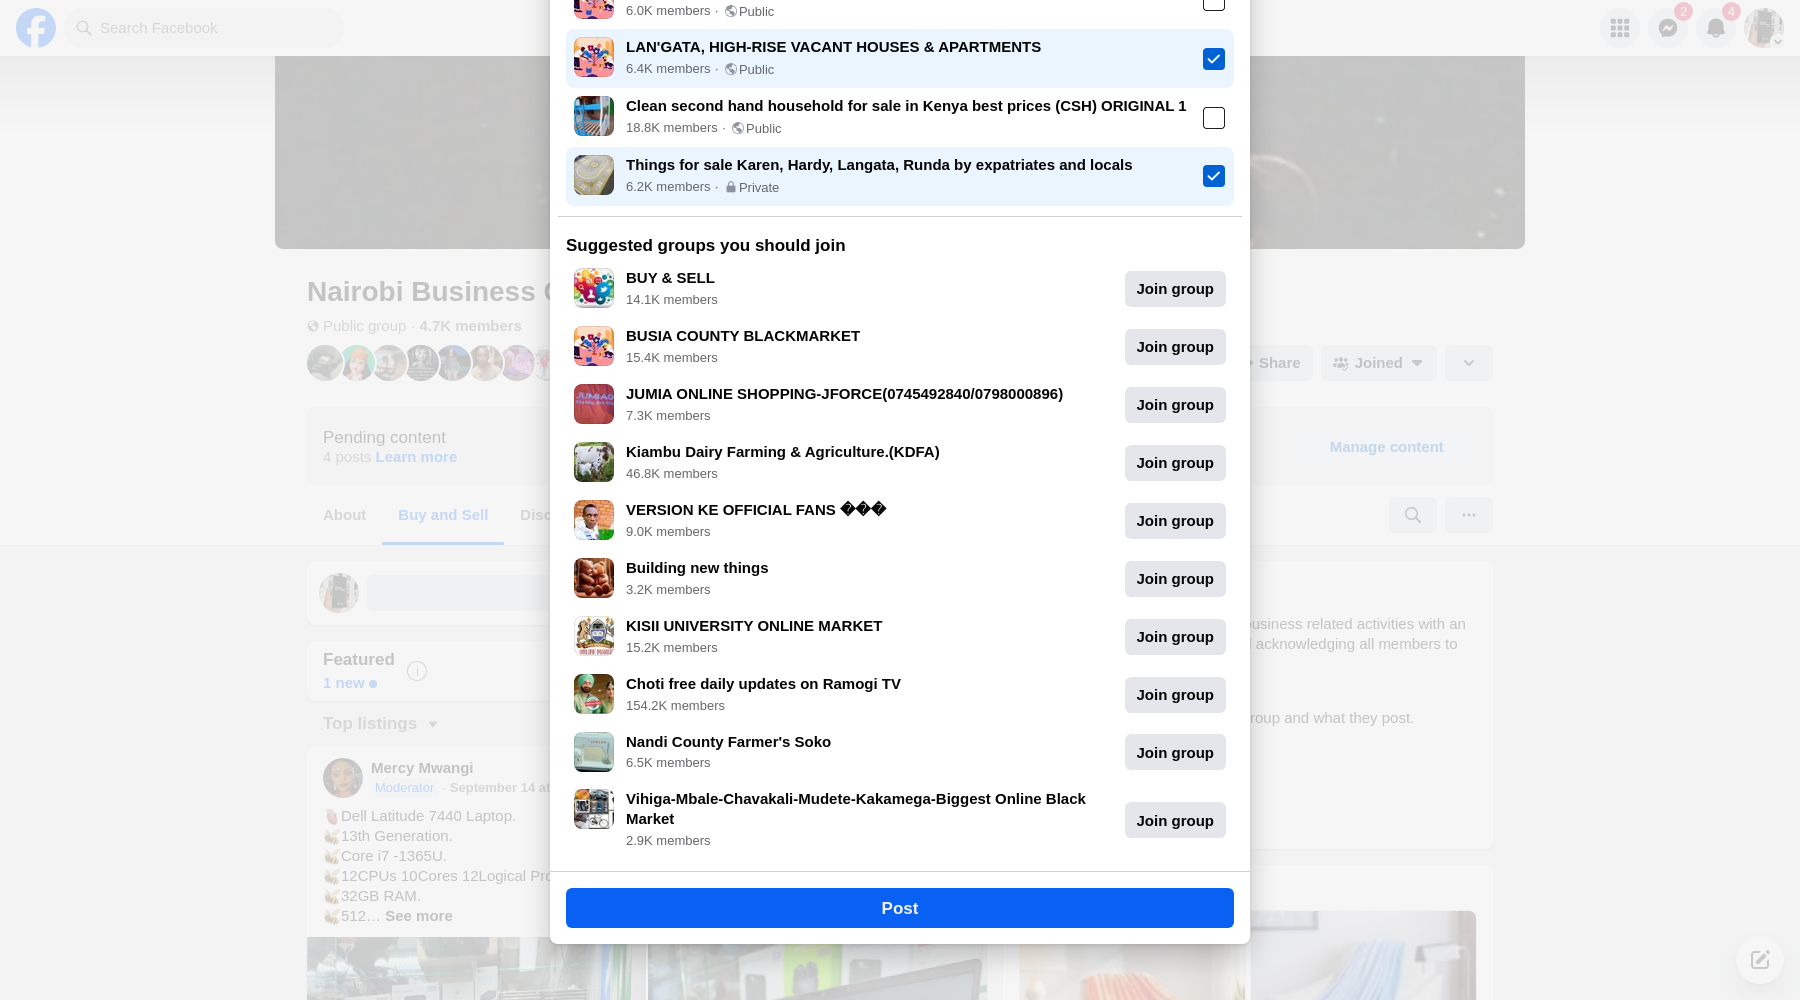 Search Facebook
2
4
6.0K members · Public
LAN'GATA, HIGH-RISE VACANT HOUSES & APARTMENTS
6.4K members · Public
Clean second hand household for sale in Kenya best prices (CSH) ORIGINAL 1
18.8K members · Public
Things for sale Karen, Hardy, Langata, Runda by expatriates and locals
6.2K members · Private
Suggested groups you should join
BUY & SELL
14.1K members
Join group
BUSIA COUNTY BLACKMARKET
15.4K members
Join group
JUMIA ONLINE SHOPPING-JFORCE(0745492840/0798000896)
7.3K members
Join group
Kiambu Dairy Farming & Agriculture.(KDFA)
46.8K members
Join group
VERSION KE OFFICIAL FANS ���
9.0K members
Join group
Building new things
3.2K members
Join group
KISII UNIVERSITY ONLINE MARKET
15.2K members
Join group
Choti free daily updates on Ramogi TV
154.2K members
Join group
Nandi County Farmer's Soko
6.5K members
Join group
Vihiga-Mbale-Chavakali-Mudete-Kakamega-Biggest Online Black
Market
2.9K members
Join group
Post
Nairobi Business
Public group · 4.7K members
Share
Joined
Pending content
4 posts Learn more
Manage content
About
Buy and Sell
Featured
1 new
Top listings
Mercy Mwangi
Moderator · September 14 at
Dell Latitude 7440 Laptop.
13th Generation.
Core i7 -1365U.
12CPUs 10Cores 12Logical
32GB RAM.
512… See more
business related activities with an
acknowledging all members to
group and what they post.